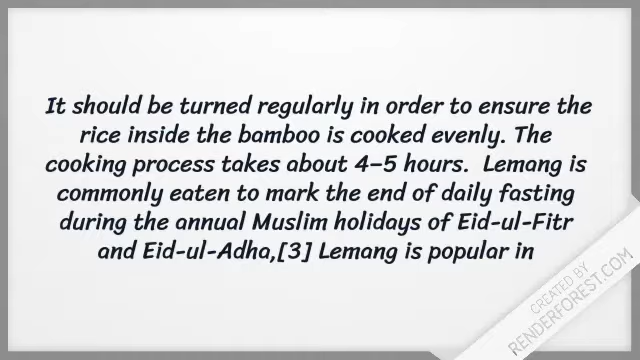 It should be turned regularly in order to ensure the
rice inside the bamboo is cooked evenly. The
cooking process takes about 4–5 hours.  Lemang is
commonly eaten to mark the end of daily fasting
during the annual Muslim holidays of Eid-ul-Fitr
and Eid-ul-Adha,[3] Lemang is popular in
CREATED BY
RENDERFOREST.COM